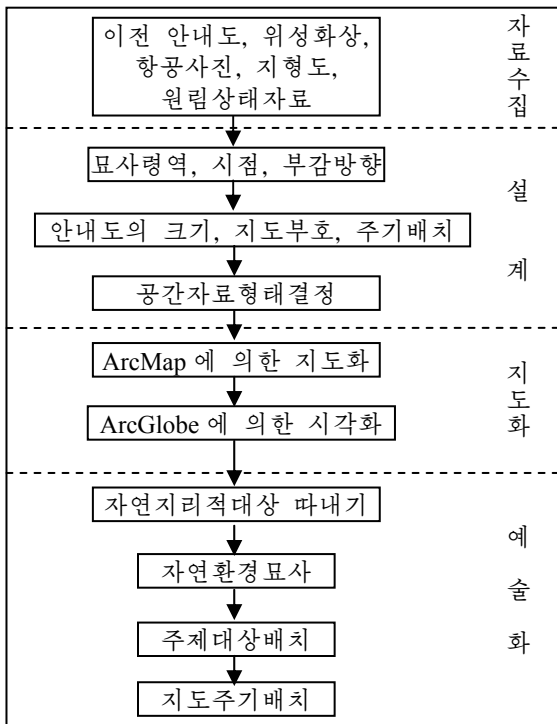 이전 안내도, 위성화상,
항공사진, 지형도,
원림상태자료
자료수집
묘사령역, 시점, 부감방향
안내도의 크기, 지도부호, 주기배치
공간자료형태결정
설계
ArcMap 에 의한 지도화
ArcGlobe 에 의한 시각화
지도화
자연지리적대상 따내기
자연환경묘사
주제대상배치
지도주기배치
예술화